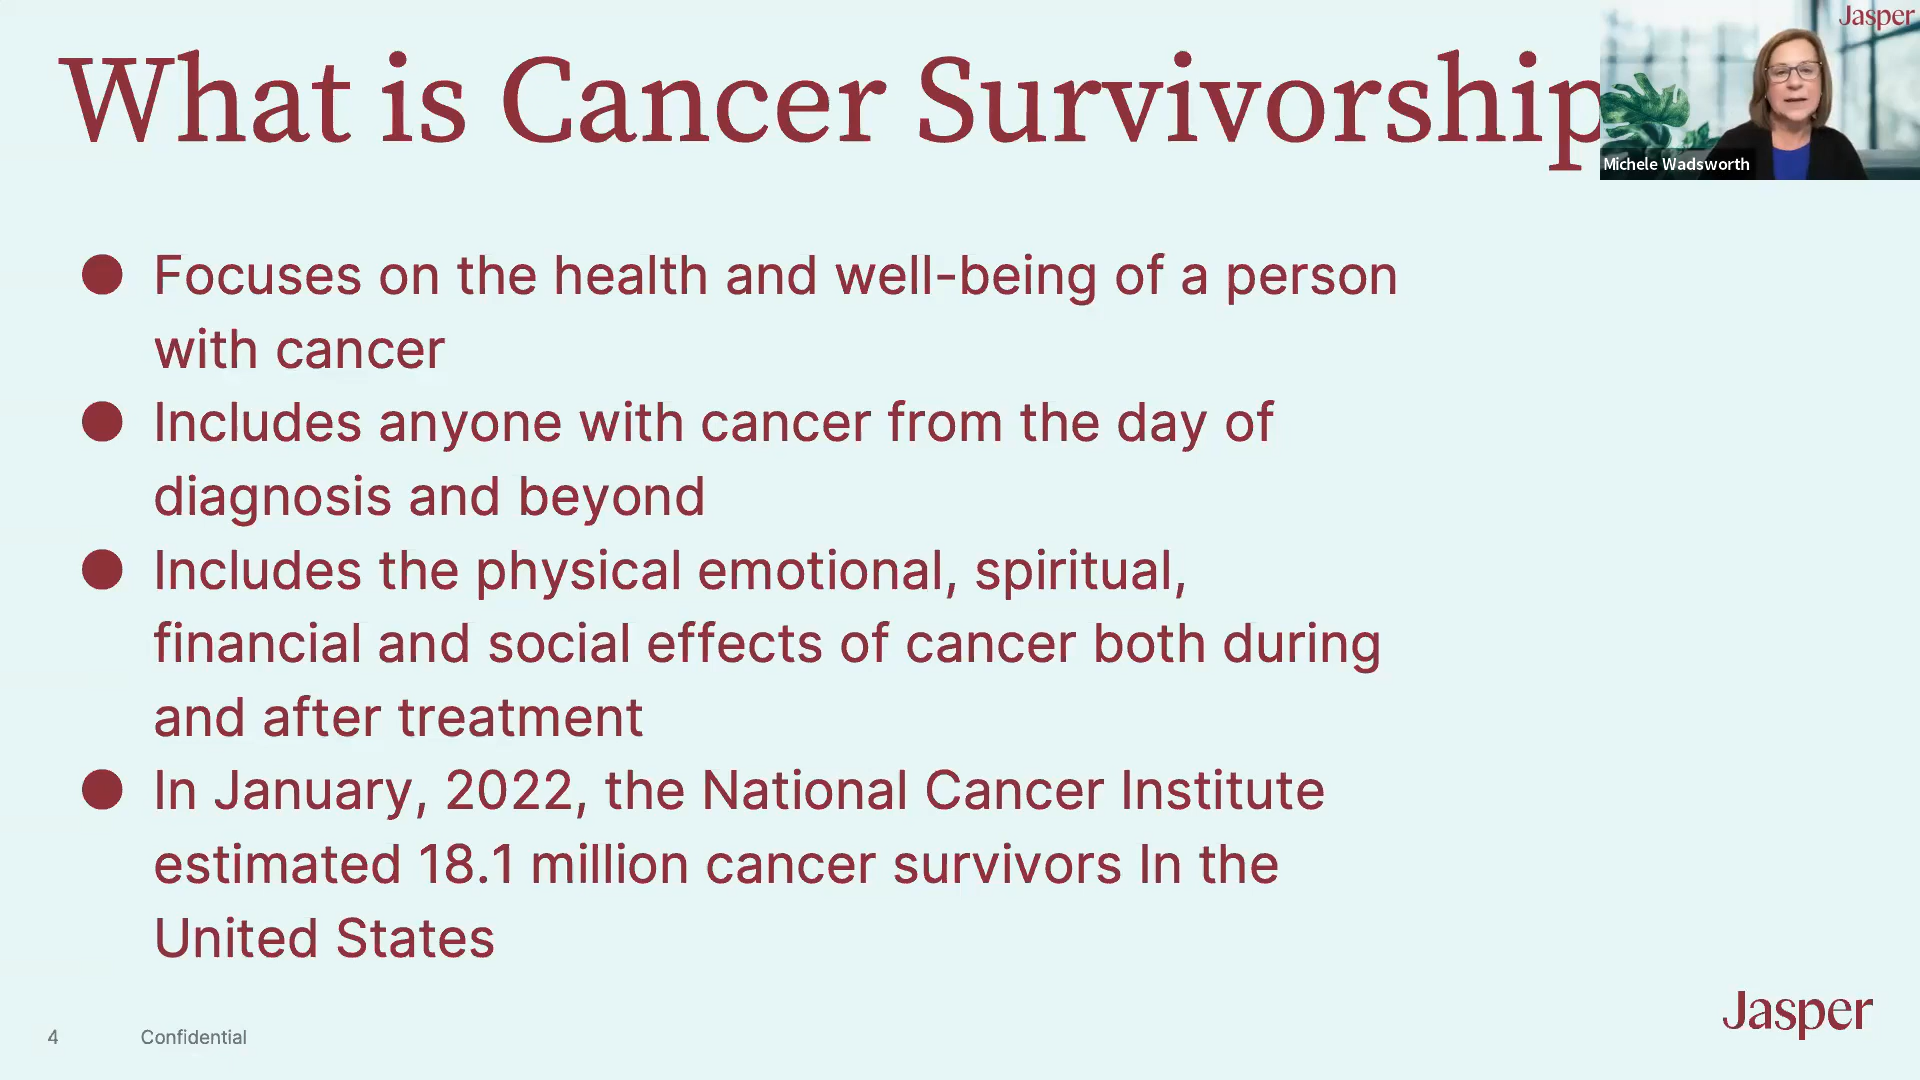 What is Cancer Survivorship
Jasper
Michele Wadsworth
● Focuses on the health and well-being of a person
with cancer
● Includes anyone with cancer from the day of
diagnosis and beyond
● Includes the physical emotional, spiritual,
financial and social effects of cancer both during
and after treatment
● In January, 2022, the National Cancer Institute
estimated 18.1 million cancer survivors In the
United States
4 Confidential
Jasper